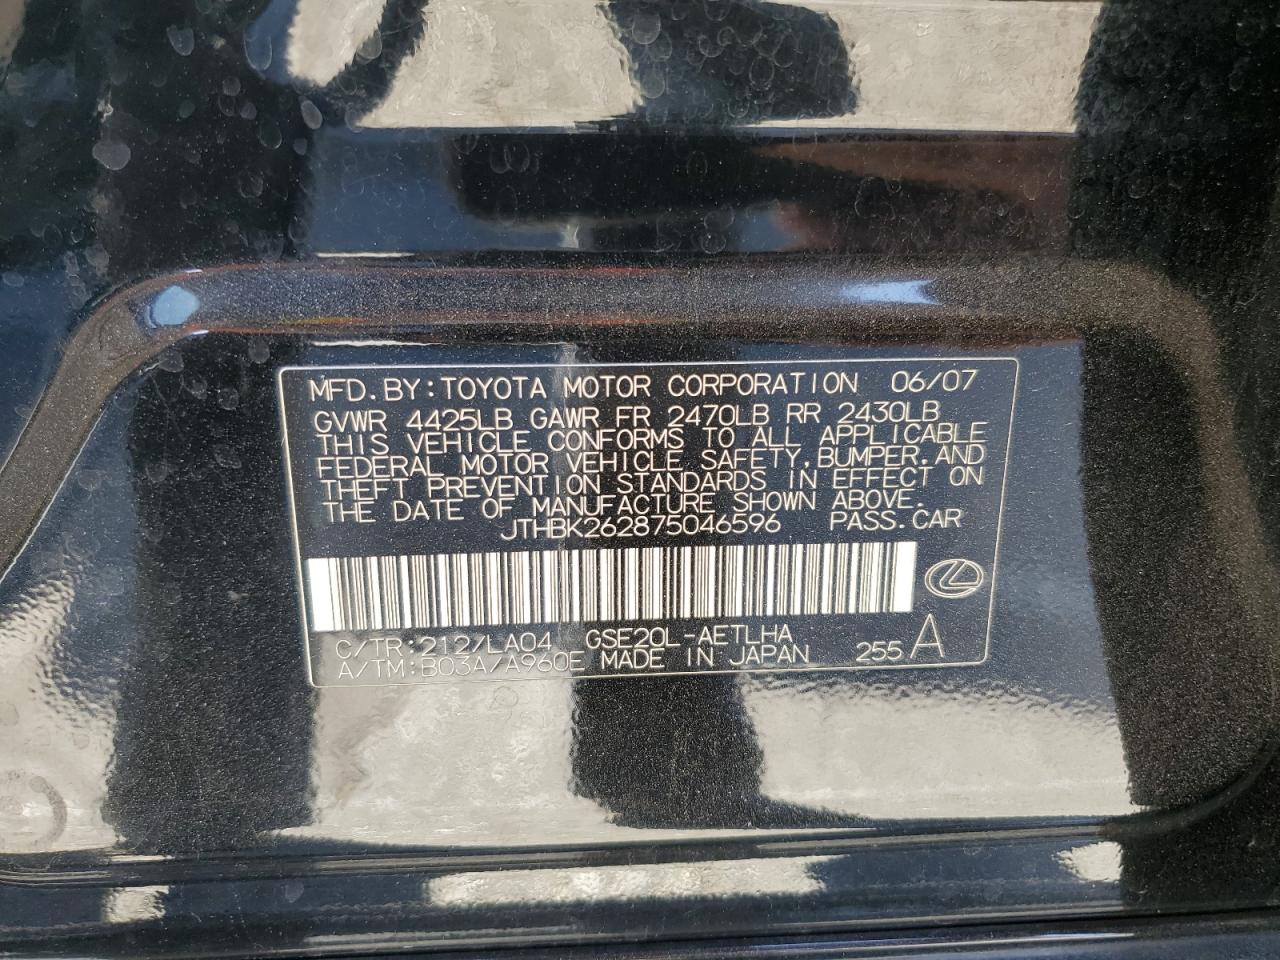 MFD. BY: TOYOTA MOTOR CORPORATION 06/07
GVWR 4425LB GAWR FR 2470LB RR 2430LB
THIS VEHICLE CONFORMS TO ALL APPLICABLE
FEDERAL MOTOR VEHICLE SAFETY, BUMPER, AND
THEFT PREVENTION STANDARDS IN EFFECT ON
THE DATE OF MANUFACTURE SHOWN ABOVE.
JTHBK262875046596 PASS. CAR
C/TR: 212/LA04 GSE20L-AETLHA
A/TM: B03A/A960E MADE IN JAPAN 255 A